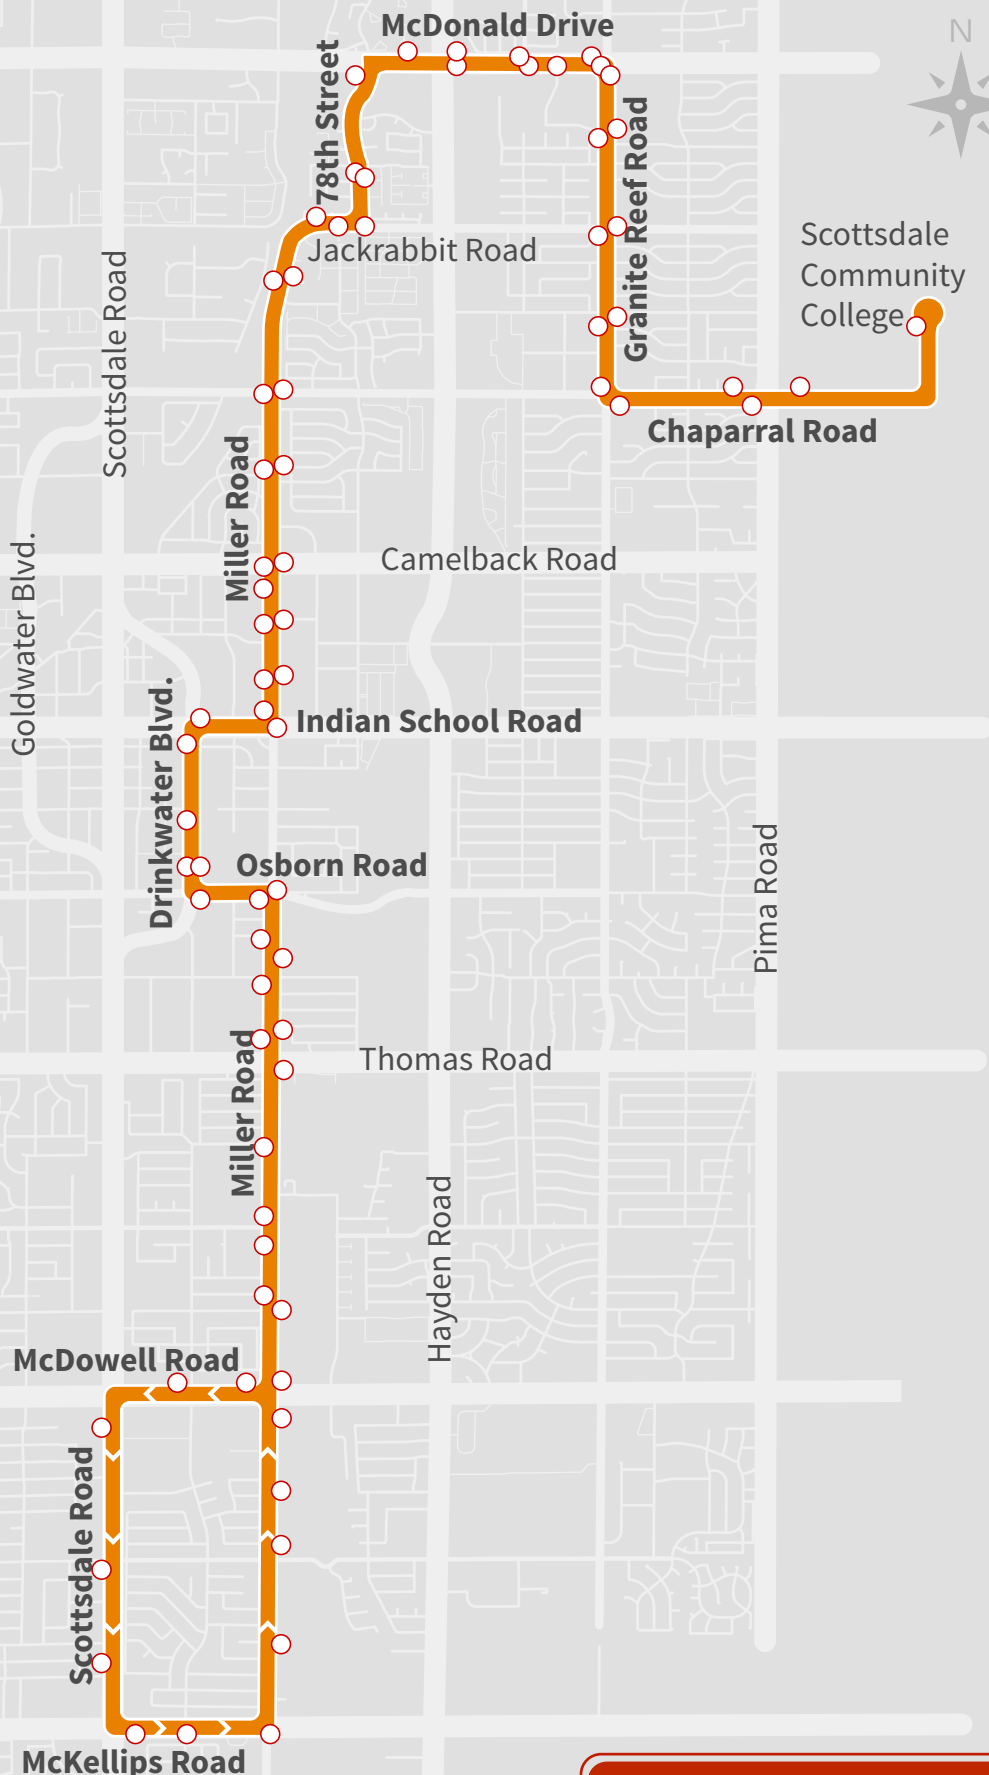 McDonald Drive
N
78th Street
Granite Reef Road
Scottsdale
Community
College
Jackrabbit Road
Scottsdale Road
Chaparral Road
Miller Road
Camelback Road
Goldwater Blvd.
Indian School Road
Drinkwater Blvd.
Osborn Road
Pima Road
Miller Road
Thomas Road
Hayden Road
McDowell Road
Scottsdale Road
McKellips Road